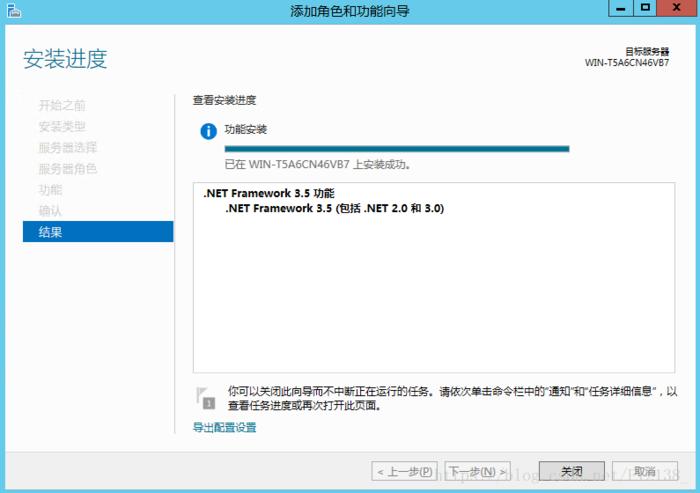 添加角色和功能向导
安装进度
目标服务器
WIN-T5A6CN46VB7
开始之前
安装类型
服务器选择
服务器角色
功能
确认
结果
查看安装进度
功能安装
已在 WIN-T5A6CN46VB7 上安装成功。
.NET Framework 3.5 功能
.NET Framework 3.5 (包括 .NET 2.0 和 3.0)
1
你可以关闭此向导而不中断正在运行的任务。请依次单击命令栏中的“通知”和“任务详细信息”，以
查看任务进度或再次打开此页面。
导出配置设置
< 上一步(P) 下一步(N) > 关闭 取消